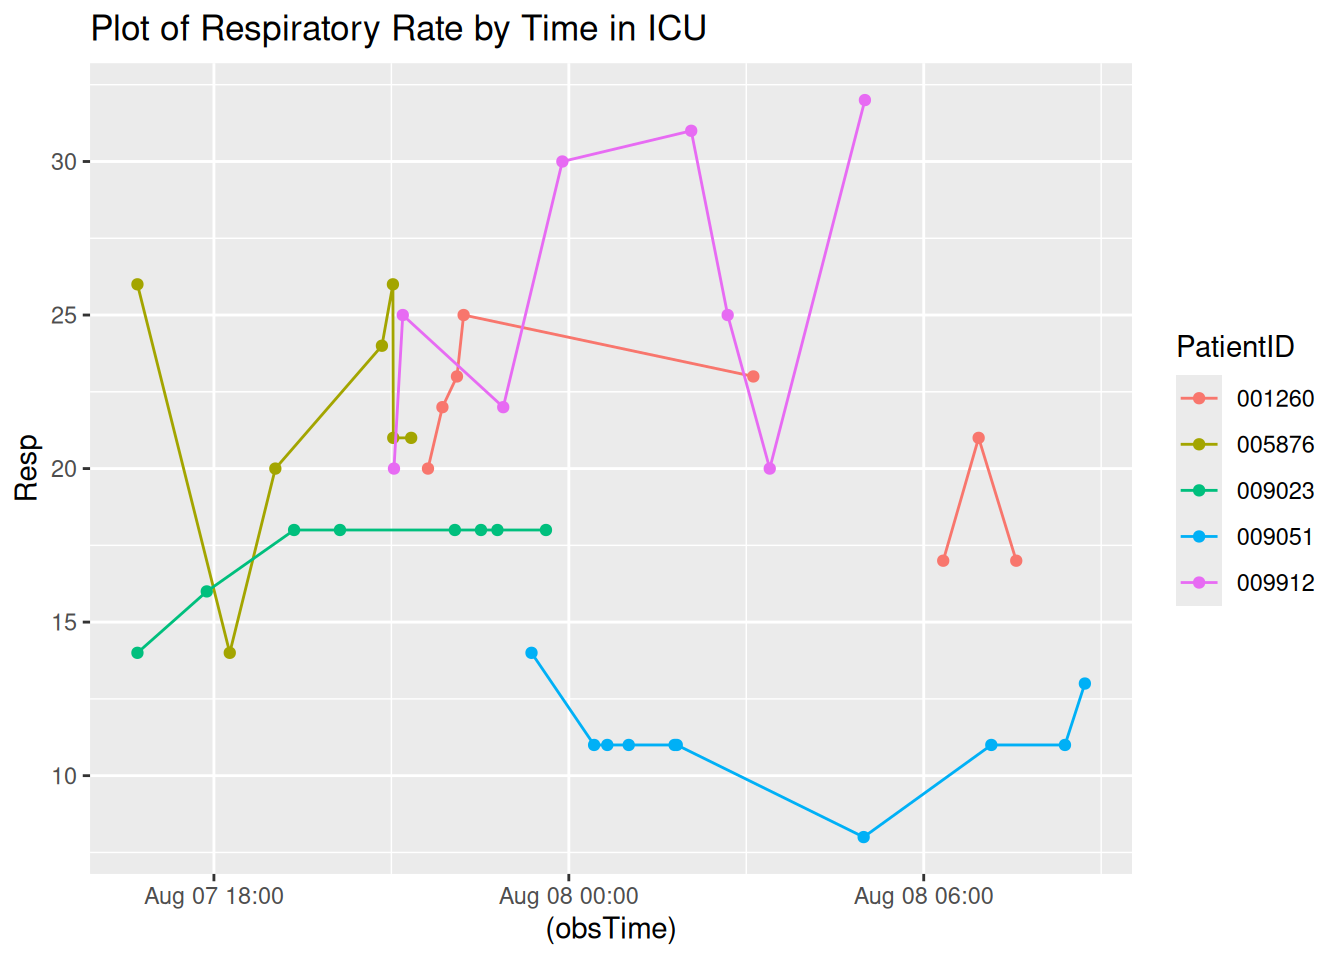 Plot of Respiratory Rate by Time in ICU
30
25
20
15
10
Resp
Aug 07 18:00
Aug 08 00:00
Aug 08 06:00
(obsTime)
PatientID
001260
005876
009023
009051
009912